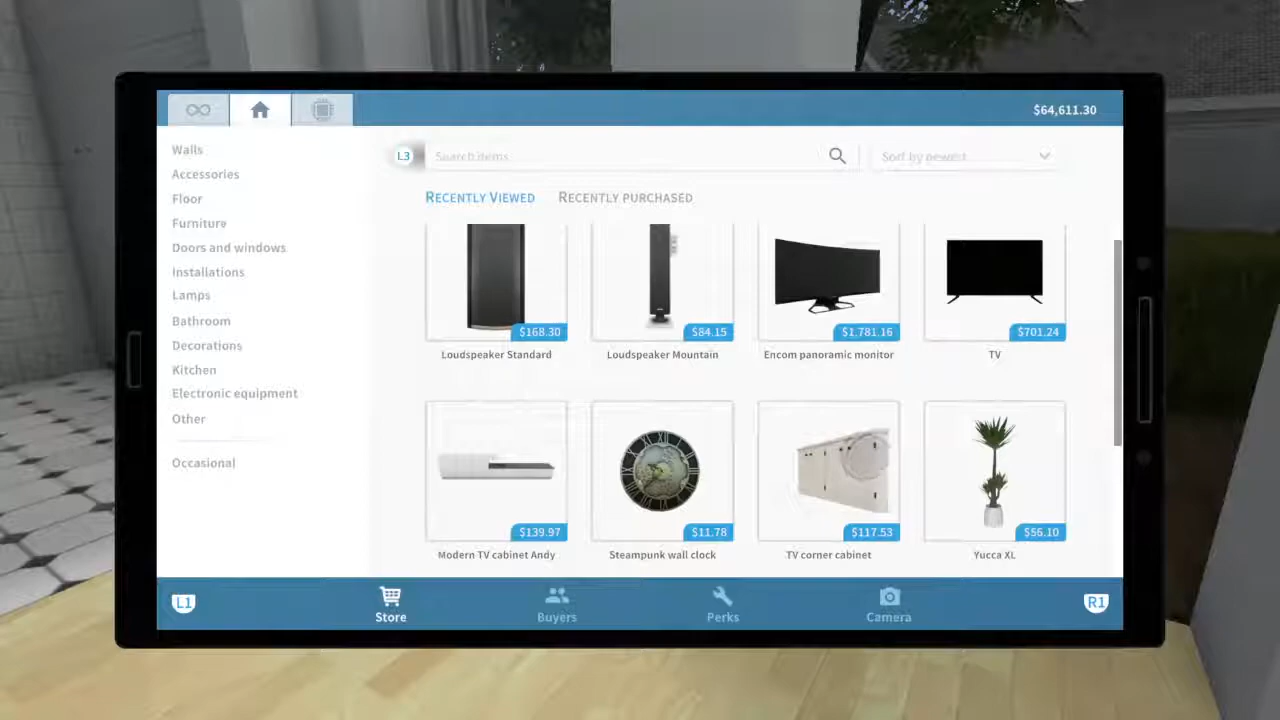 $64,611.30
Walls
Accessories
Floor
Furniture
Doors and windows
Installations
Lamps
Bathroom
Decorations
Kitchen
Electronic equipment
Other
Occasional
L3
Search items
Sort by newest
Recently Viewed
Recently purchased
$168.30
$84.15
$1,781.16
$701.24
Loudspeaker Standard
Loudspeaker Mountain
Encom panoramic monitor
TV
$139.97
$11.78
$117.53
$56.10
Modern TV cabinet Andy
Steampunk wall clock
TV corner cabinet
Yucca XL
L1
Store
Buyers
Perks
Camera
R1